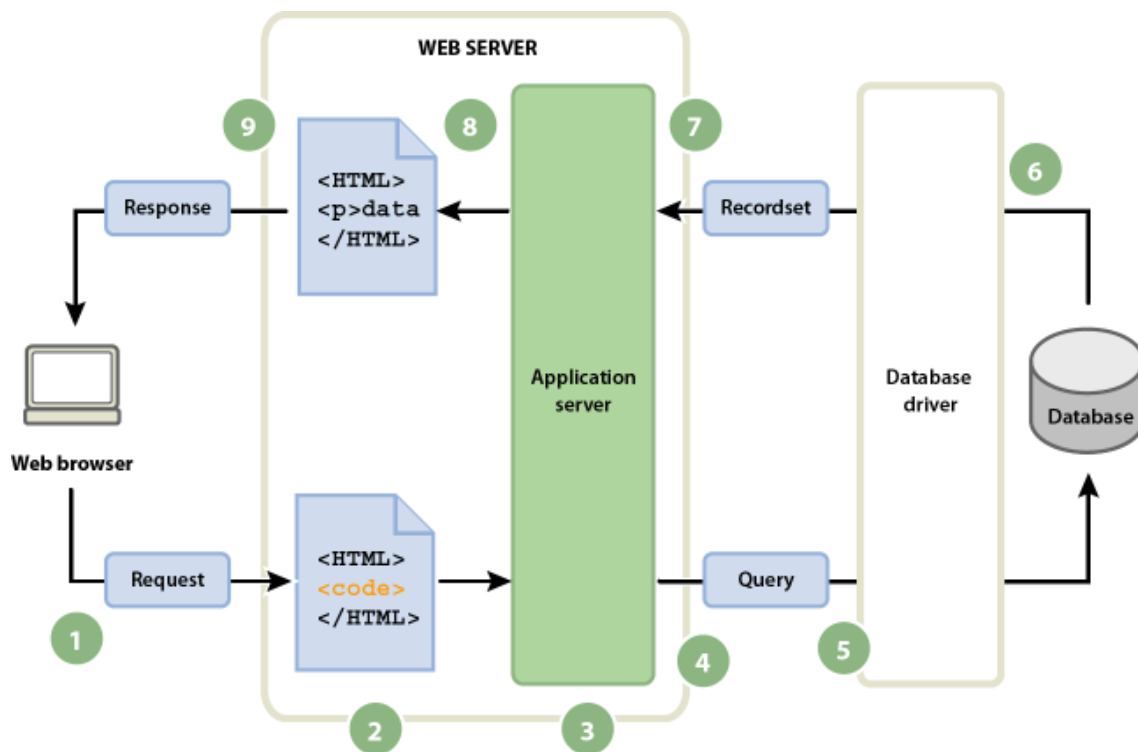 WEB SERVER
9
8
7
6
<HTML>
<p>data
</HTML>
Response
Recordset
Application
server
Database
driver
Database
Web browser
<HTML>
<code>
</HTML>
Request
Query
1
2
3
4
5